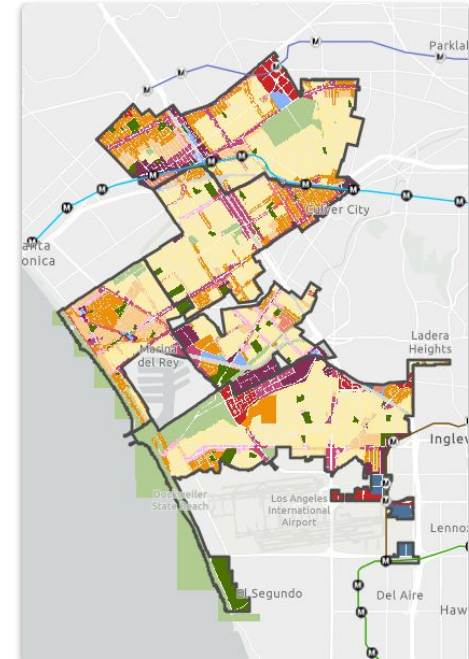 M
M
M
Parkla
M
M
M
M
M
M
M
M
M
M
M
M
Culver City
M
anta
onica
Marina
del Rey
Ladera
Heights
M
Inglew
Dockweiler
State Beach
Los Angeles
International
Airport
M
M
Lenno
M
El Segundo
Del Aire
Haw
M
M
M